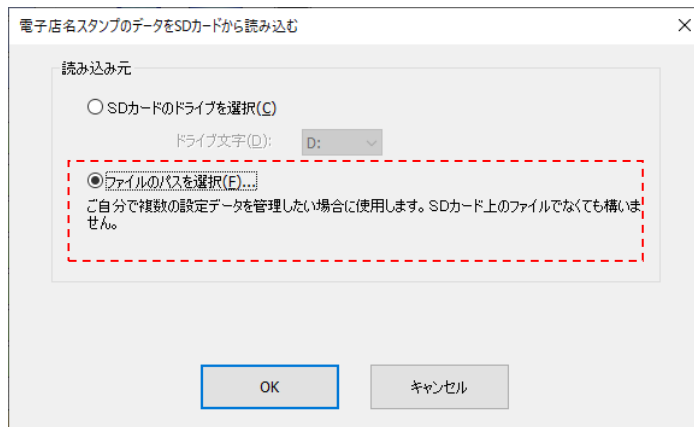 電子店名スタンプのデータをSDカードから読み込む
読み込み元
SDカードのドライブを選択(C)
ドライブ文字(D):
D:
ファイルのパスを選択(F)...
ご自分で複数の設定データを管理したい場合に使用します。SDカード上のファイルでなくても構いま
せん。
OK
キャンセル